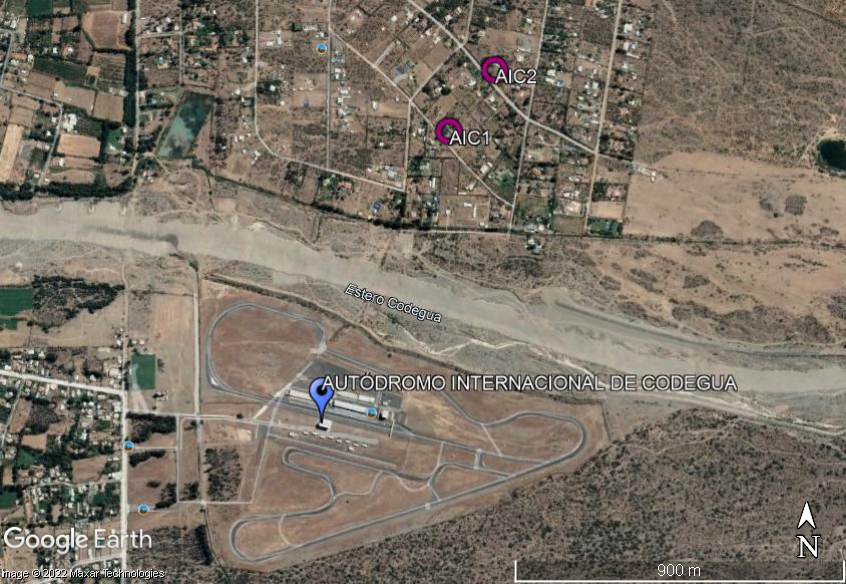 AIC2
AIC1
Estero Codegua
AUTÓDROMO INTERNACIONAL DE CODEGUA
Google Earth
N
Image © 2022 Maxar Technologies
900 m